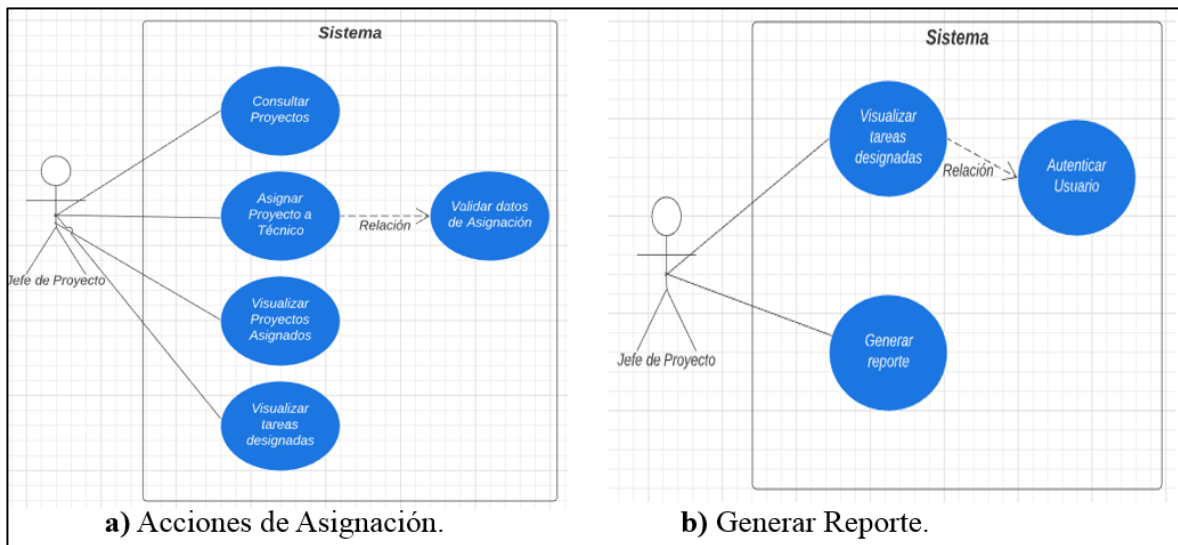 Sistema
Consultar
Proyectos
Asignar
Proyecto a
Técnico
Relación
Validar datos
de Asignación
Jefe de Proyecto
Visualizar
Proyectos
Asignados
Visualizar
tareas
designadas
a) Acciones de Asignación.
Sistema
Visualizar
tareas
designadas
Relación
Autenticar
Usuario
Jefe de Proyecto
Generar
reporte
b) Generar Reporte.